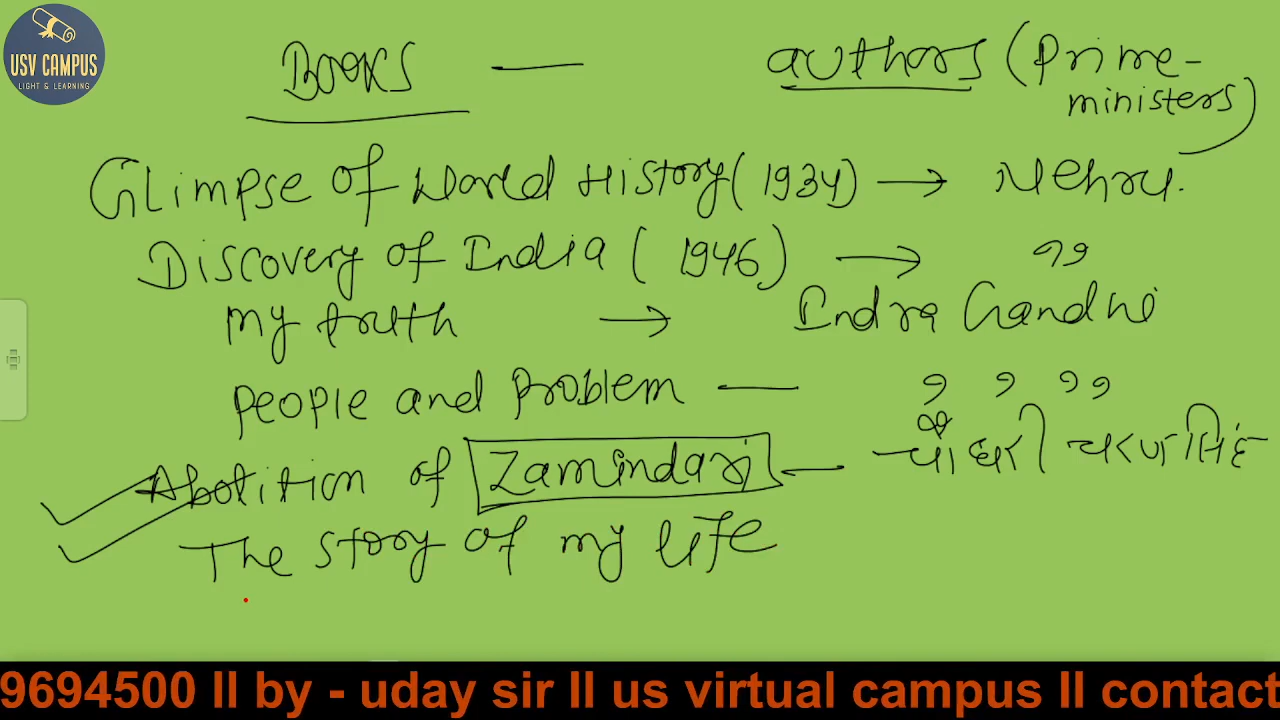 USV CAMPUS
LIGHT & LEARNING
BOOKS — authors (Prime-
ministers)
Glimpse of World History (1934) → Nehru.
Discovery of India (1946) → ,,
my truth → Indra Gandhi
people and problem — , , ,,
Abolition of Zamindari — चौधरी चरण सिंह
The story of my life
9694500 ll by - uday sir ll us virtual campus ll contact